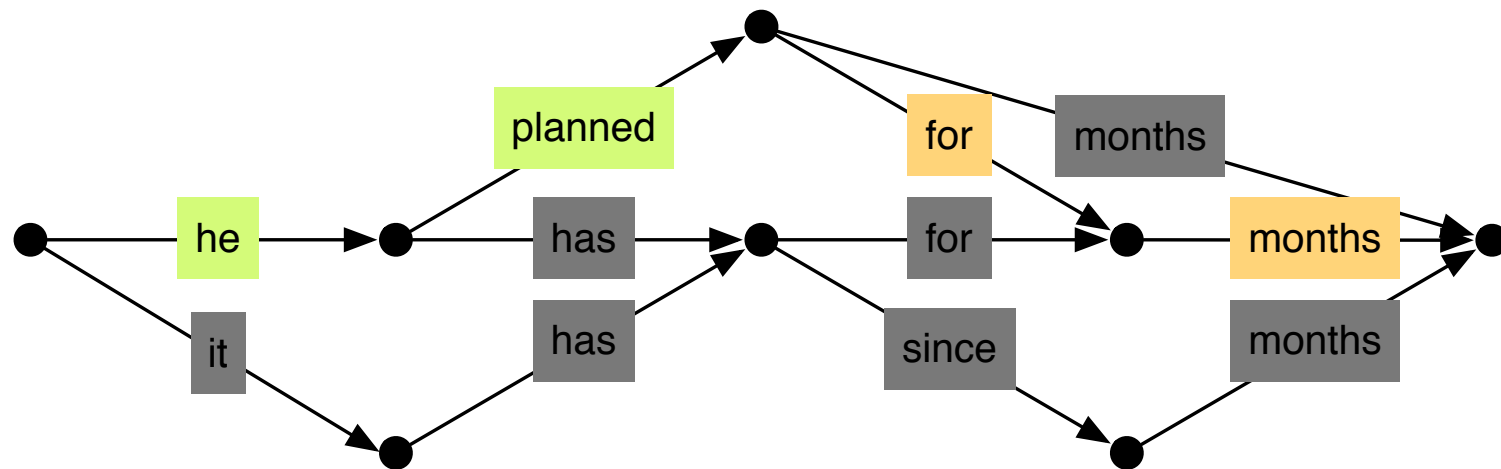 planned
for
months
he
has
for
months
it
has
since
months